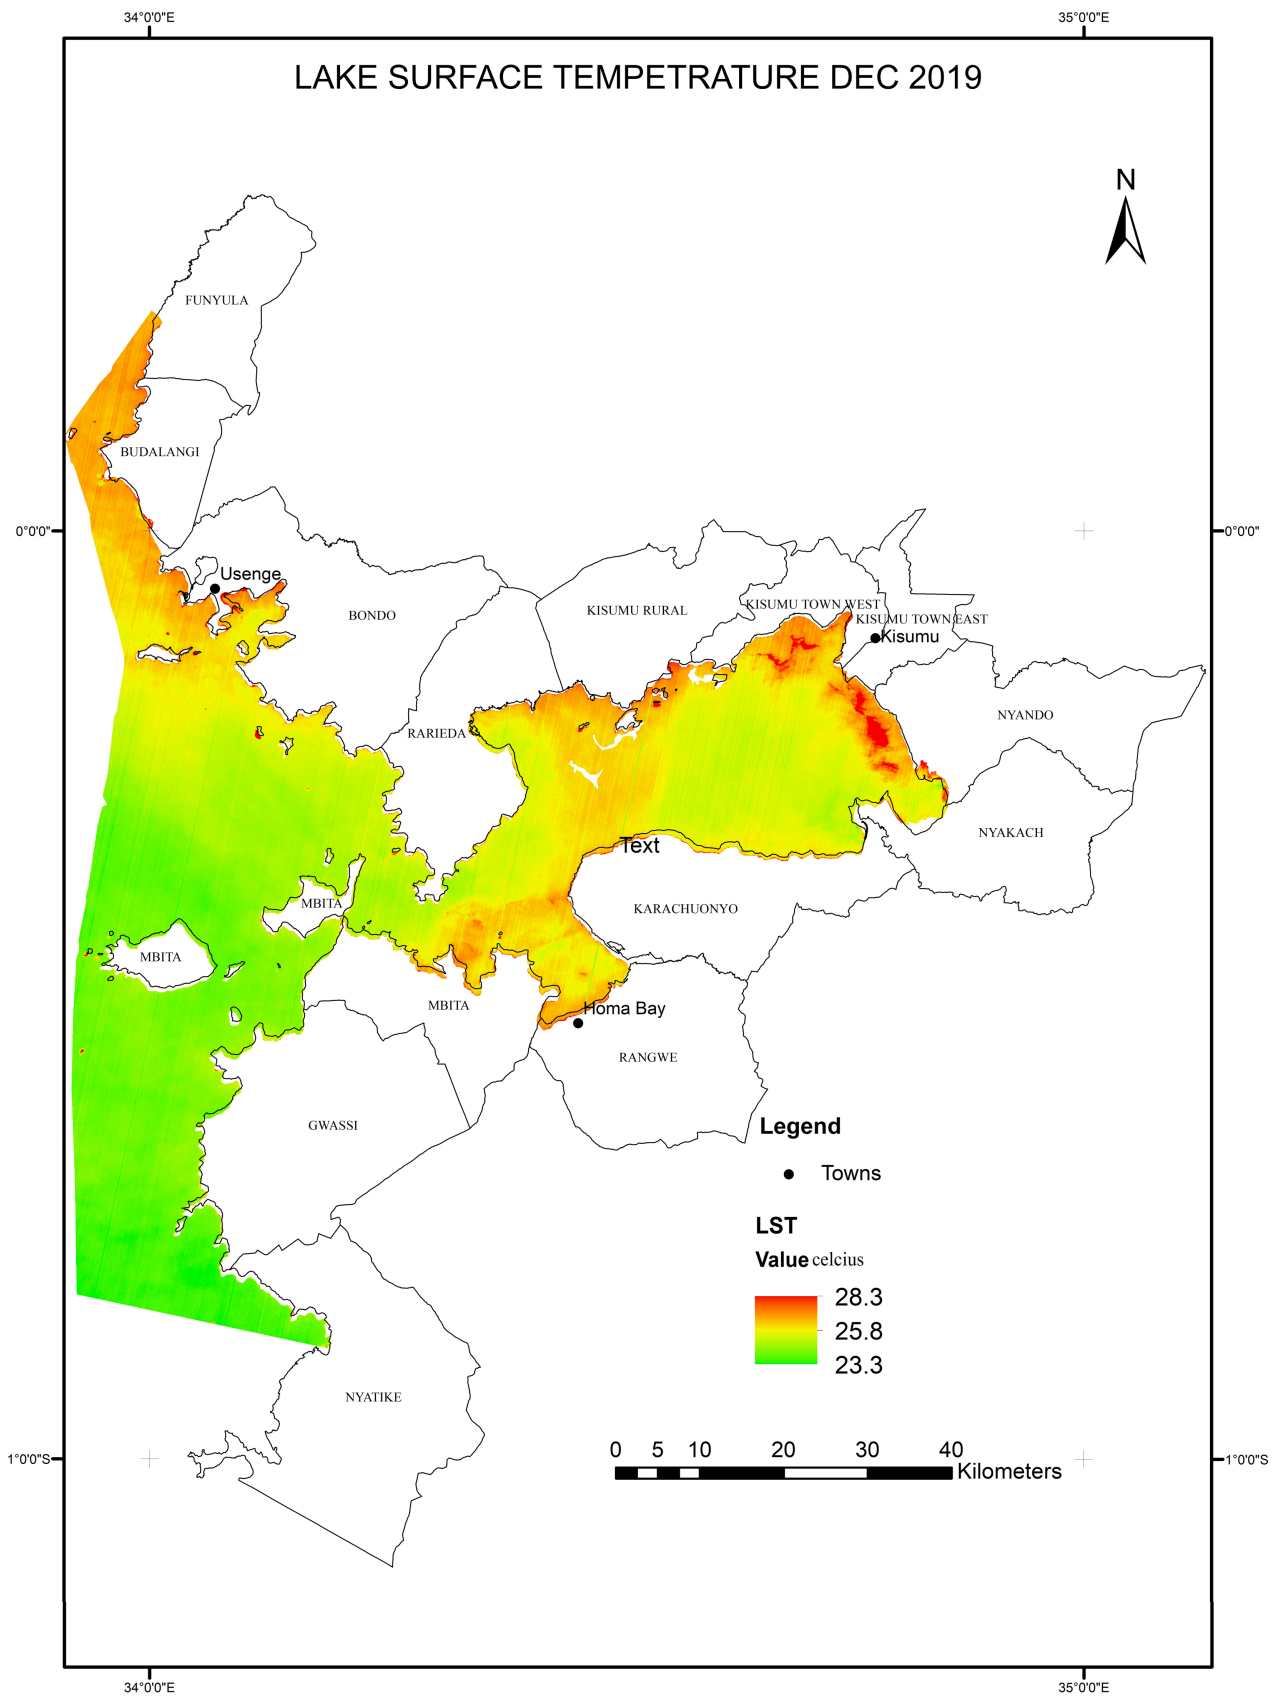 34°0'0"E 35°0'0"E
LAKE SURFACE TEMPETRATURE DEC 2019
N
FUNYULA
BUDALANGI
0°0'0" 0°0'0"
Usenge
BONDO
KISUMU RURAL
KISUMU TOWN WEST
KISUMU TOWN EAST
Kisumu
NYANDO
RARIEDA
NYAKACH
Text
MBITA
KARACHUONYO
MBITA
MBITA
Homa Bay
RANGWE
GWASSI
Legend
Towns
LST
Value celcius
28.3
25.8
23.3
NYATIKE
0 5 10 20 30 40
Kilometers
1°0'0"S 1°0'0"S
34°0'0"E 35°0'0"E